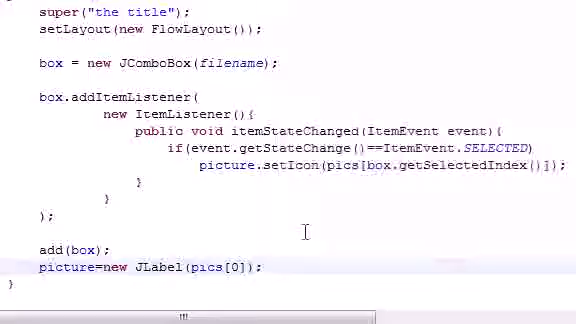 super("the title");
setLayout(new FlowLayout());
box = new JComboBox(filename);
box.addItemListener(
new ItemListener(){
public void itemStateChanged(ItemEvent event){
if(event.getStateChange()==ItemEvent.SELECTED)
picture.setIcon(pics[box.getSelectedIndex()]);
}
}
);
add(box);
picture=new JLabel(pics[0]);
}